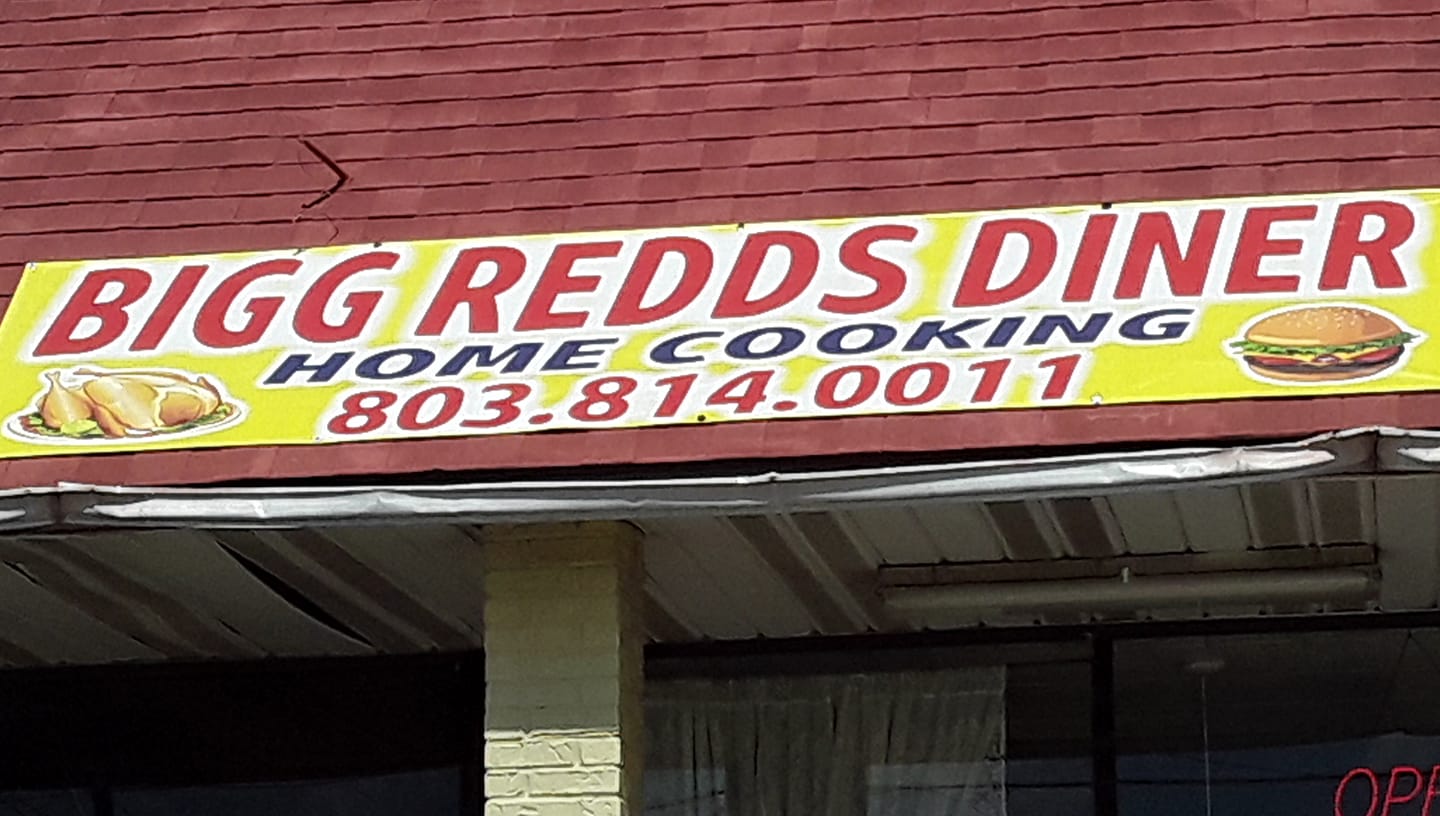 BIGG REDDS DINER
HOME COOKING
803.814.0011